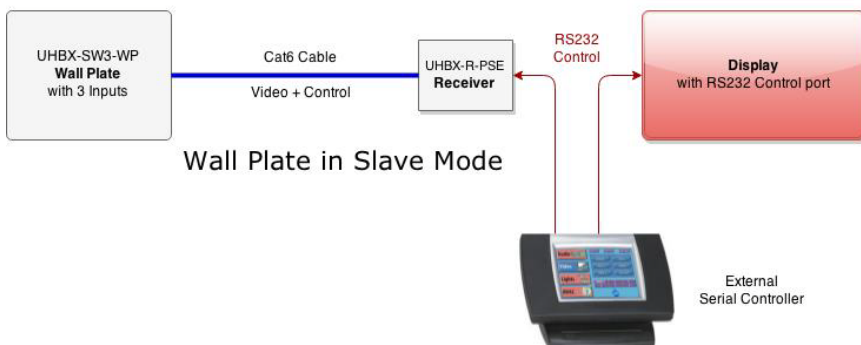 UHBX-SW3-WP
Wall Plate
with 3 Inputs
Cat6 Cable
Video + Control
UHBX-R-PSE
Receiver
RS232
Control
Display
with RS232 Control port
Wall Plate in Slave Mode
External
Serial Controller